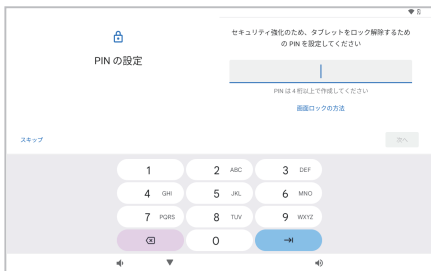 PIN の設定
セキュリティ強化のため、タブレットをロック解除するため
の PIN を設定してください
PIN は 4 桁以上で作成してください
画面ロックの方法
スキップ
次へ
1
2 ABC
3 DEF
4 GHI
5 JKL
6 MNO
7 PQRS
8 TUV
9 WXYZ
0